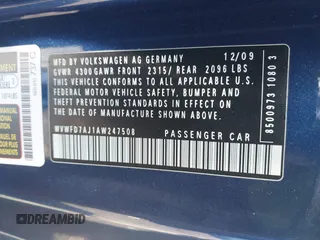 MFD BY VOLKSWAGEN AG GERMANY 12/09
GVWR 4300 GAWR FRONT 2315/ REAR 2096 LBS
THIS VEHICLE CONFORMS TO ALL APPLICABLE U.S.
FEDERAL MOTOR VEHICLE SAFETY, BUMPER AND
THEFT PREVENTION STANDARDS IN EFFECT ON
THE DATE OF MANUFACTURE SHOWN ABOVE.
WVWFD7AJ1AW247508 PASSENGER CAR
8500973 1080 3
© DREAMBID